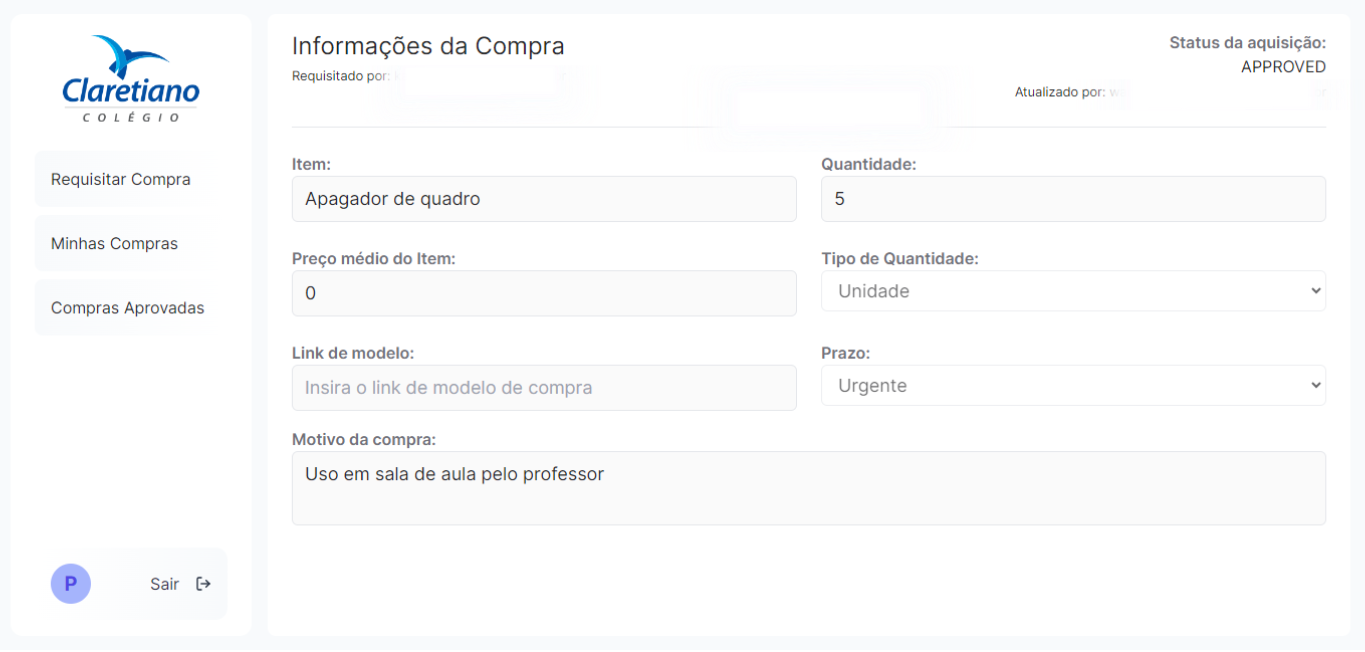 Claretiano
COLÉGIO
Requisitar Compra
Minhas Compras
Compras Aprovadas
P
Sair
Informações da Compra
Requisitado por:
Status da aquisição:
APPROVED
Atualizado por:
Item:
Apagador de quadro
Quantidade:
5
Preço médio do Item:
0
Tipo de Quantidade:
Unidade
Link de modelo:
Insira o link de modelo de compra
Prazo:
Urgente
Motivo da compra:
Uso em sala de aula pelo professor